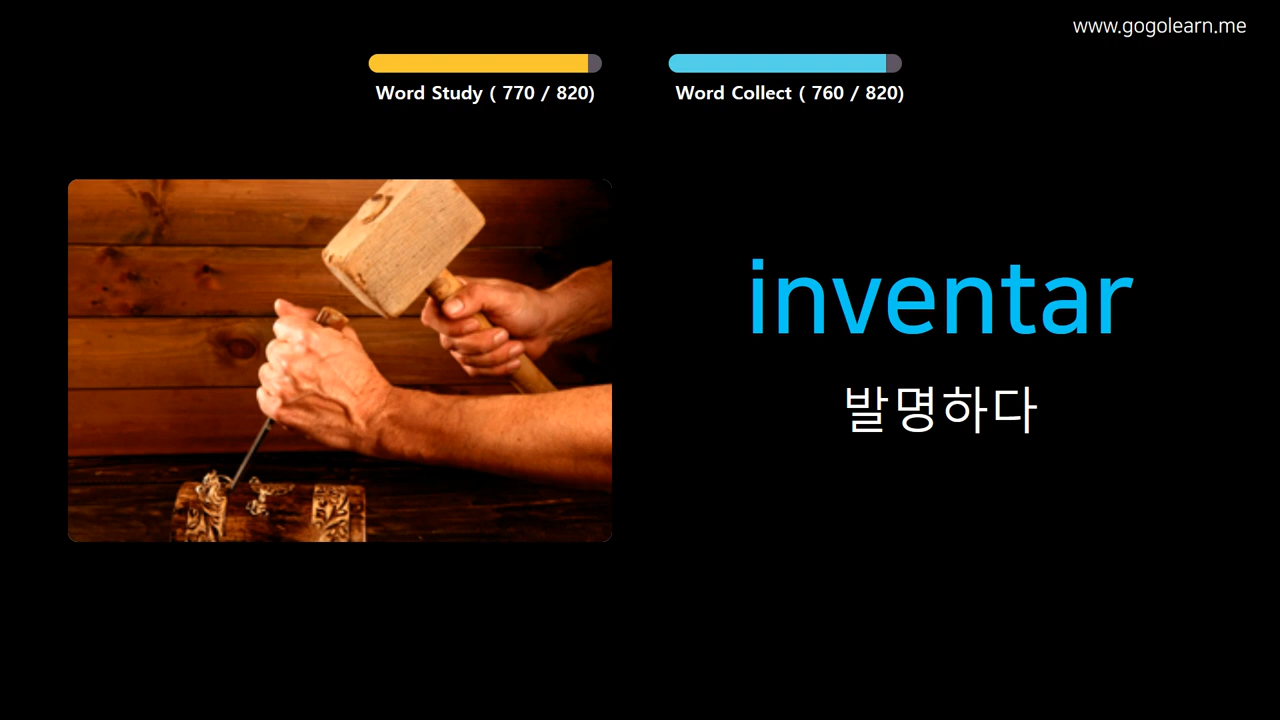 www.gogolearn.me
Word Study ( 770 / 820)
Word Collect ( 760 / 820)
inventar
발명하다